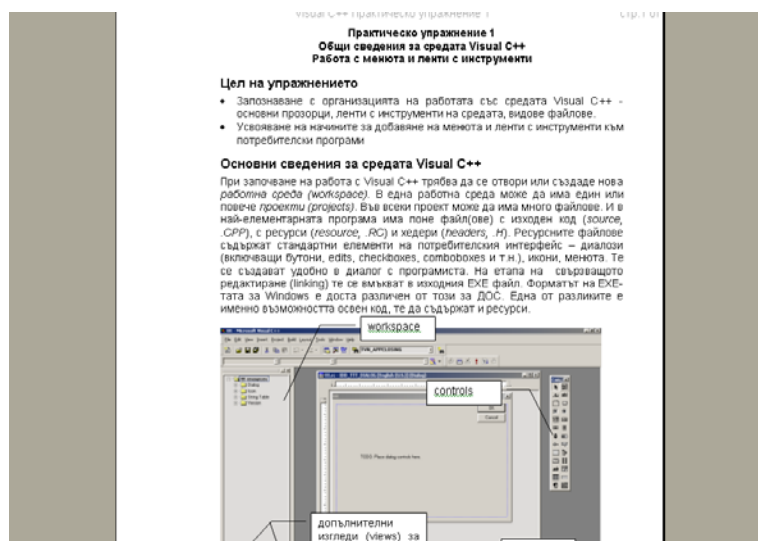 Visual C++ Практическо упражнение 1 стр.1 от
Практическо упражнение 1
Общи сведения за средата Visual C++
Работа с менюта и ленти с инструменти
Цел на упражнението
• Запознаване с организацията на работата със средата Visual C++ -
основни прозорци, ленти с инструменти на средата, видове файлове.
• Усвояване на начините за добавяне на менюта и ленти с инструменти към
потребителски програми
Основни сведения за средата Visual C++
При започване на работа с Visual C++ трябва да се отвори или създаде нова
работна среда (workspace). В една работна среда може да има един или
повече проекти (projects). Във всеки проект може да има много файлове. И в
най-елементарната програма има поне файл(ове) с изходен код (source,
.CPP), с ресурси (resource, .RC) и хедери (headers, .H). Ресурсните файлове
съдържат стандартни елементи на потребителския интерфейс – диалози
(включващи бутони, edits, checkboxes, comboboxes и т.н.), икони, менюта. Те
се създават удобно в диалог с програмиста. На етапа на свързващото
редактиране (linking) те се вмъкват в изходния EXE файл. Форматът на EXE-
тата за Windows е доста различен от този за ДОС. Една от разликите е
именно възможността освен код, те да съдържат и ресурси.
workspace
controls
Cancel
TODO: Place dialog controls here.
допълнителни
изгледи (views) за